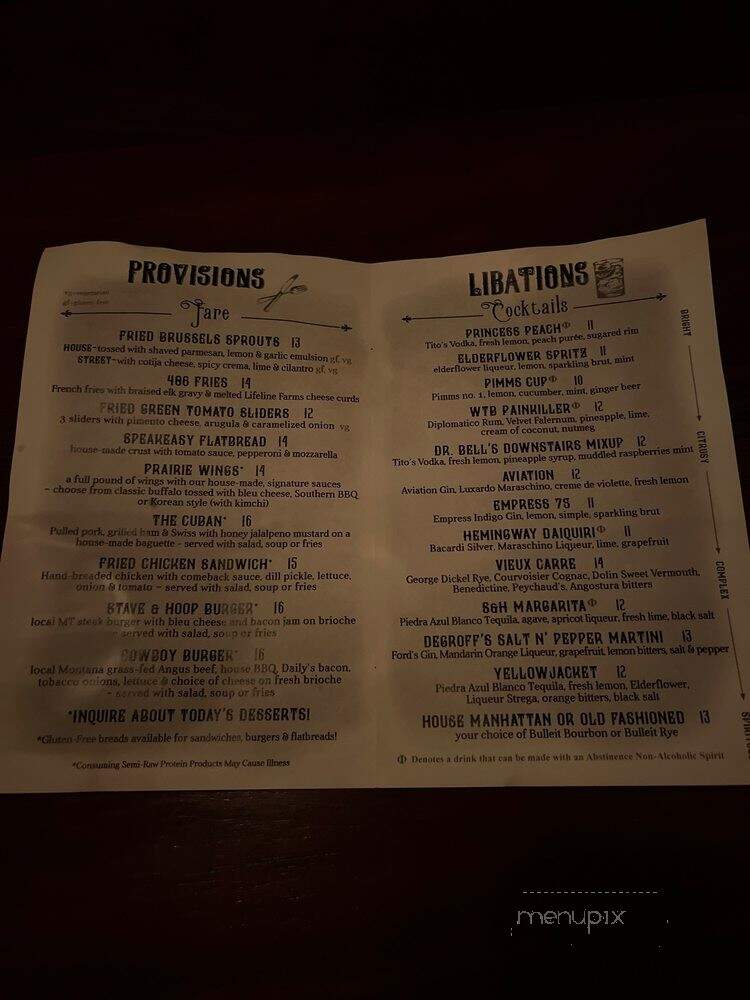 PROVISIONS
vg=vegetarian
gf=gluten free
Fare
FRIED BRUSSELS SPROUTS 13
HOUSE-tossed with shaved parmesan, lemon & garlic emulsion gf, vg
STREET-with cotija cheese, spicy crema, lime & cilantro gf, vg
406 FRIES 14
French fries with braised elk gravy & melted Lifeline Farms cheese curds
FRIED GREEN TOMATO SLIDERS 12
3 sliders with pimento cheese, arugula & caramelized onion vg
SPEAKEASY FLATBREAD 14
house-made crust with tomato sauce, pepperoni & mozzarella
PRAIRIE WINGS* 14
a full pound of wings with our house-made, signature sauces
- choose from classic buffalo tossed with bleu cheese, Southern BBQ
or Korean style (with kimchi)
THE CUBAN* 16
Pulled pork, grilled ham & Swiss with honey jalalpeno mustard on a
house-made baguette - served with salad, soup or fries
FRIED CHICKEN SANDWICH* 15
Hand-breaded chicken with comeback sauce, dill pickle, lettuce,
onion & tomato - served with salad, soup or fries
STAVE & HOOP BURGER* 16
local MT steak burger with bleu cheese and bacon jam on brioche
- served with salad, soup or fries
COWBOY BURGER* 16
local Montana grass-fed Angus beef, house BBQ, Daily's bacon,
tobacco onions, lettuce & choice of cheese on fresh brioche
- served with salad, soup or fries
*INQUIRE ABOUT TODAY'S DESSERTS!
*Gluten-Free breads available for sandwiches, burgers & flatbreads!
*Consuming Semi-Raw Protein Products May Cause Illness
LIBATIONS
Cocktails
PRINCESS PEACHΦ 11
Tito's Vodka, fresh lemon, peach purée, sugared rim
ELDERFLOWER SPRITZ 11
elderflower liqueur, lemon, sparkling brut, mint
PIMMS CUPΦ 10
Pimms no. 1, lemon, cucumber, mint, ginger beer
WTB PAINKILLERΦ 12
Diplomatico Rum, Velvet Falernum, pineapple, lime,
cream of coconut, nutmeg
DR. BELL'S DOWNSTAIRS MIXUP 12
Tito's Vodka, fresh lemon, pineapple syrup, muddled raspberries mint
AVIATION 12
Aviation Gin, Luxardo Maraschino, creme de violette, fresh lemon
EMPRESS 75 11
Empress Indigo Gin, lemon, simple, sparkling brut
HEMINGWAY DAIQUIRIΦ 11
Bacardi Silver, Maraschino Liqueur, lime, grapefruit
VIEUX CARRE 14
George Dickel Rye, Courvoisier Cognac, Dolin Sweet Vermouth,
Benedictine, Peychaud's, Angostura bitters
S&H MARGARITAΦ 12
Piedra Azul Blanco Tequila, agave, apricot liqueur, fresh lime, black salt
DEGROFF'S SALT N' PEPPER MARTINI 13
Ford's Gin, Mandarin Orange Liqueur, grapefruit, lemon bitters, salt & pepper
YELLOWJACKET 12
Piedra Azul Blanco Tequila, fresh lemon, Elderflower,
Liqueur Strega, orange bitters, black salt
HOUSE MANHATTAN OR OLD FASHIONED 13
your choice of Bulleit Bourbon or Bulleit Rye
Φ Denotes a drink that can be made with an Abstinence Non-Alcoholic Spirit
BRIGHT
CITRUSY
COMPLEX
menupix